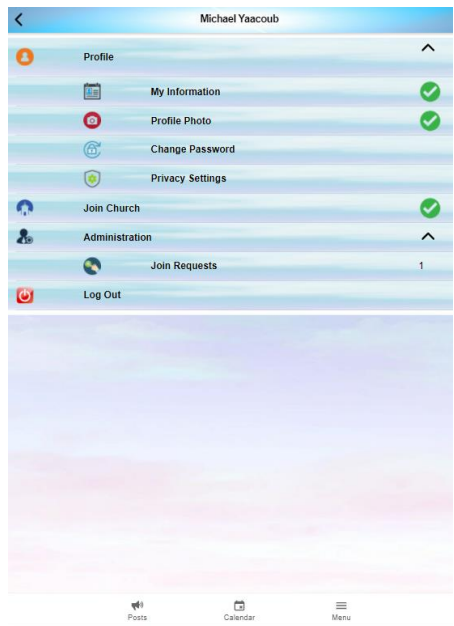 Michael Yaacoub
Profile
My Information
Profile Photo
Change Password
Privacy Settings
Join Church
Administration
Join Requests 1
Log Out
Posts Calendar Menu